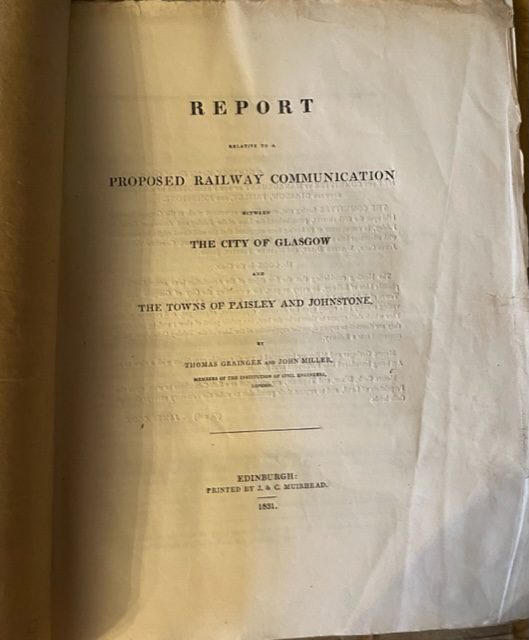 REPORT
RELATIVE TO A
PROPOSED RAILWAY COMMUNICATION
BETWEEN
THE CITY OF GLASGOW
AND
THE TOWNS OF PAISLEY AND JOHNSTONE,
BY
THOMAS GRAINGER AND JOHN MILLER,
MEMBERS OF THE INSTITUTION OF CIVIL ENGINEERS,
LONDON.
EDINBURGH:
PRINTED BY J. & C. MUIRHEAD.
1831.